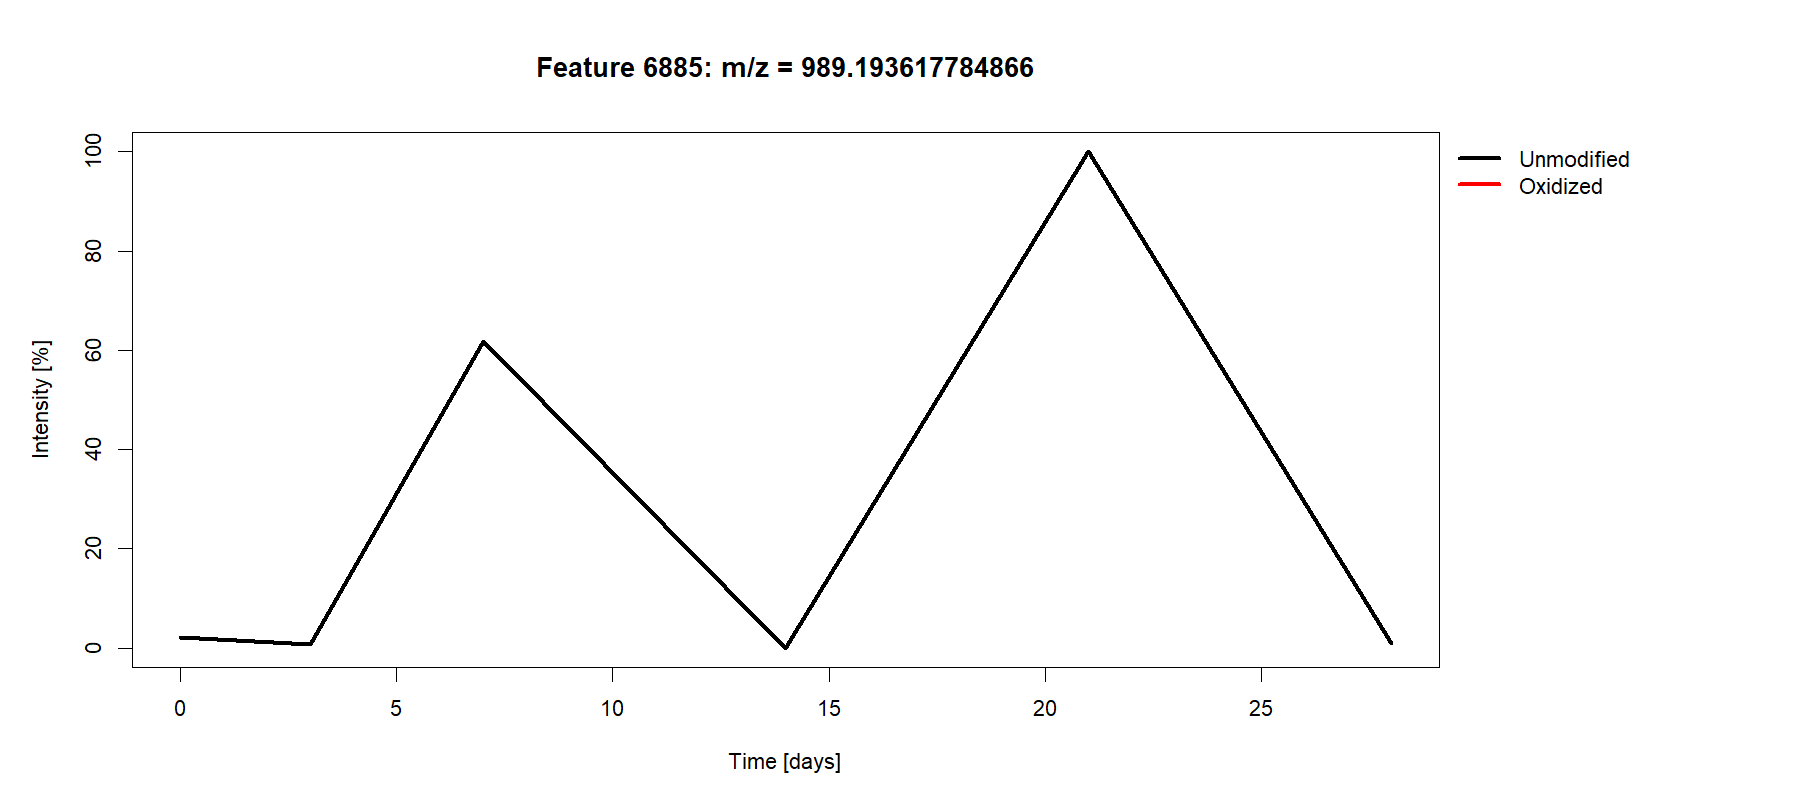 Feature 6885: m/z = 989.193617784866
Unmodified
Oxidized
Intensity [%]
100
80
60
40
20
0
0 5 10 15 20 25
Time [days]